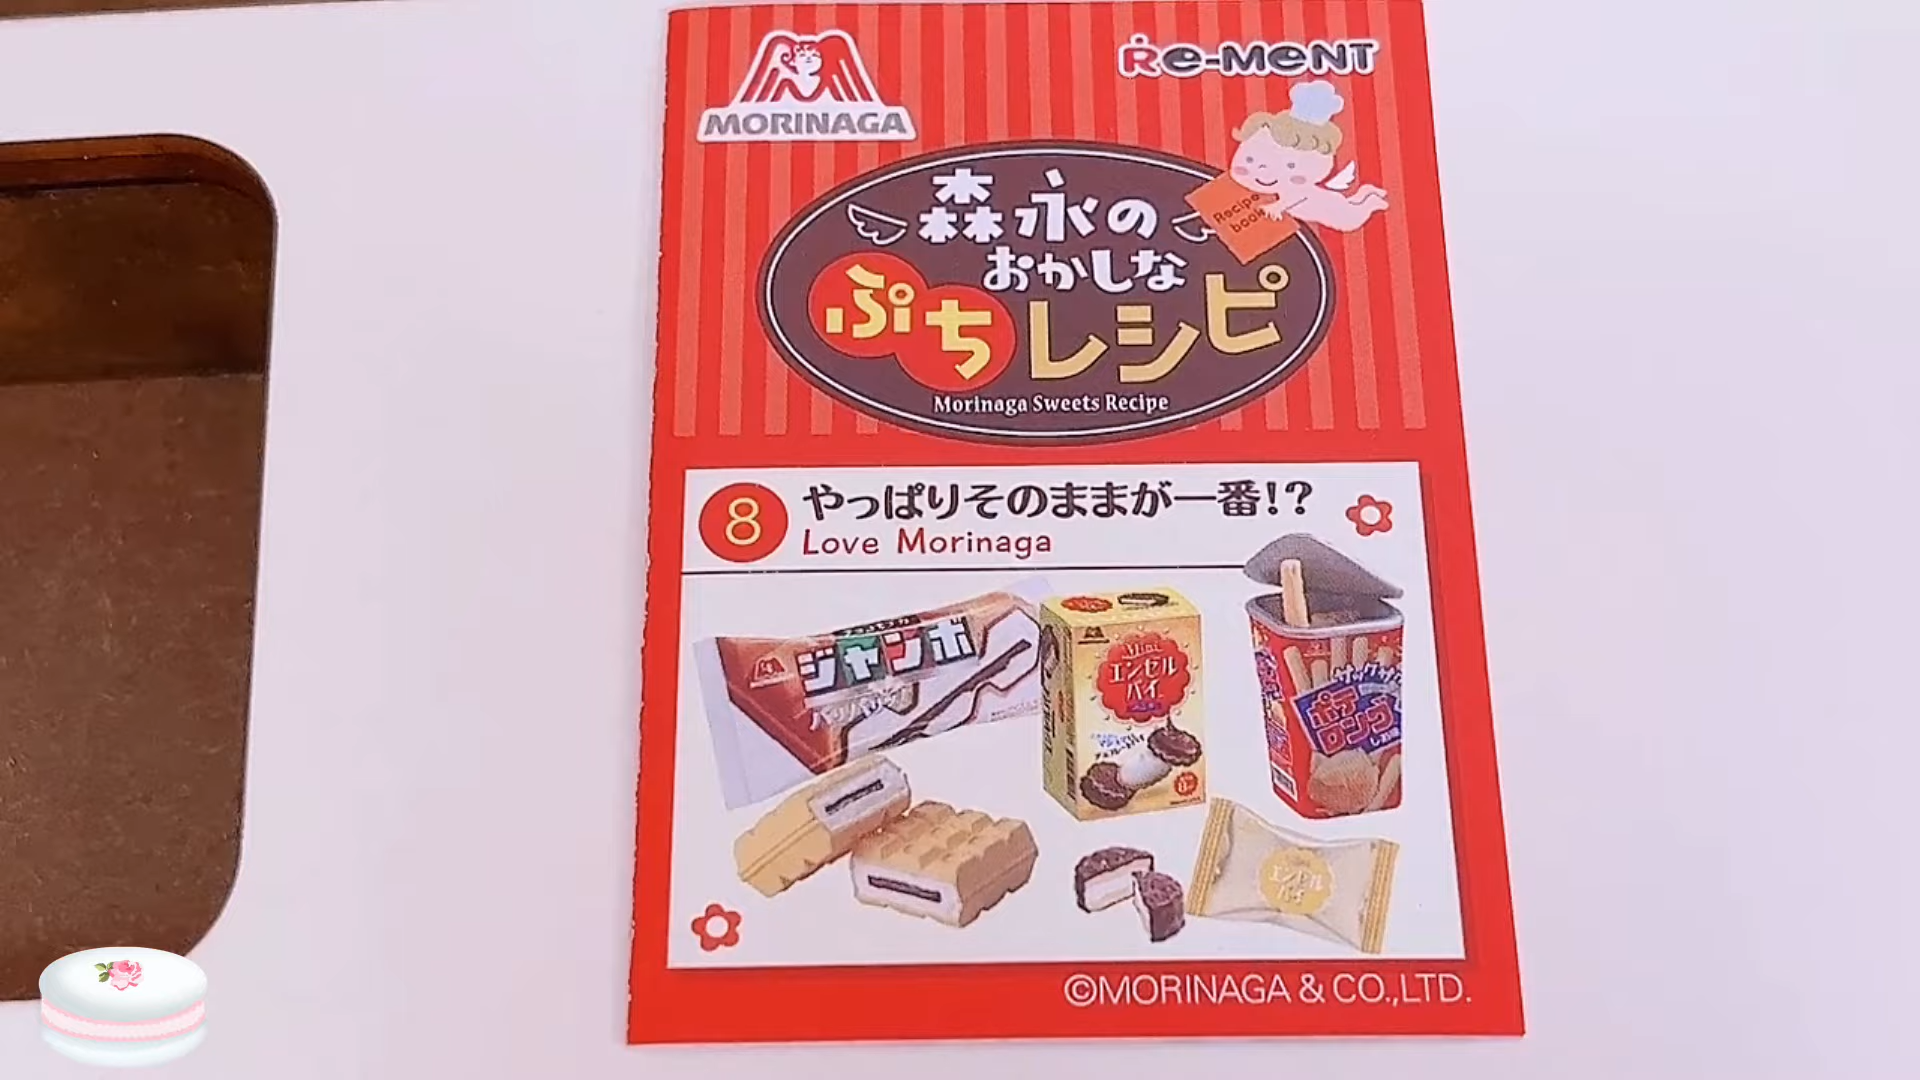 MORINAGA
Re-MeNT
Recipe
book
森永の
おかしな
ぷちレシピ
Morinaga Sweets Recipe
8 やっぱりそのままが一番!?
Love Morinaga
ジャンボ
Mini
エンゼル
パイ
ポテ
ロング
エンゼル
パイ
©MORINAGA & CO.,LTD.